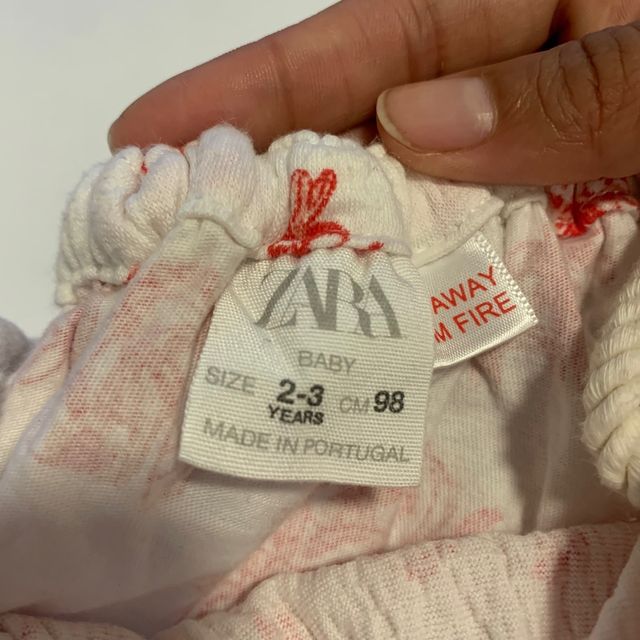 ZARA
BABY
SIZE 2-3 YEARS CM 98
MADE IN PORTUGAL
AWAY
M FIRE